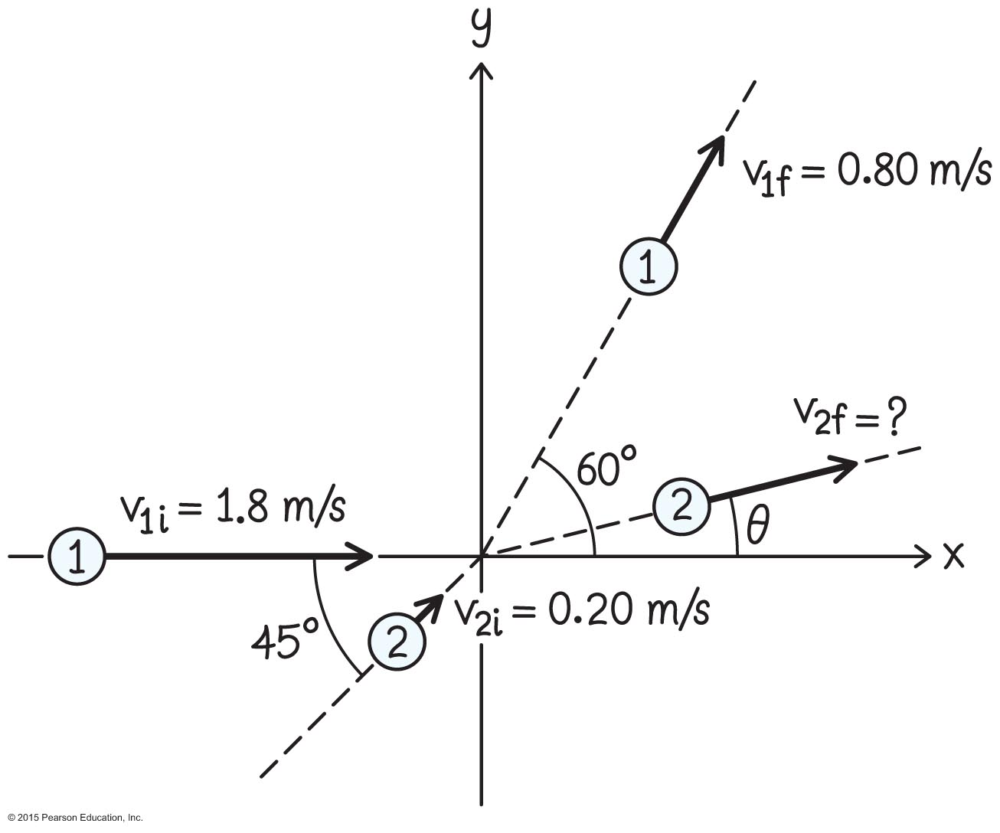 y
v1f = 0.80 m/s
1
v2f = ?
60°
2
θ
v1i = 1.8 m/s
1
x
v2i = 0.20 m/s
45°
2
© 2015 Pearson Education, Inc.